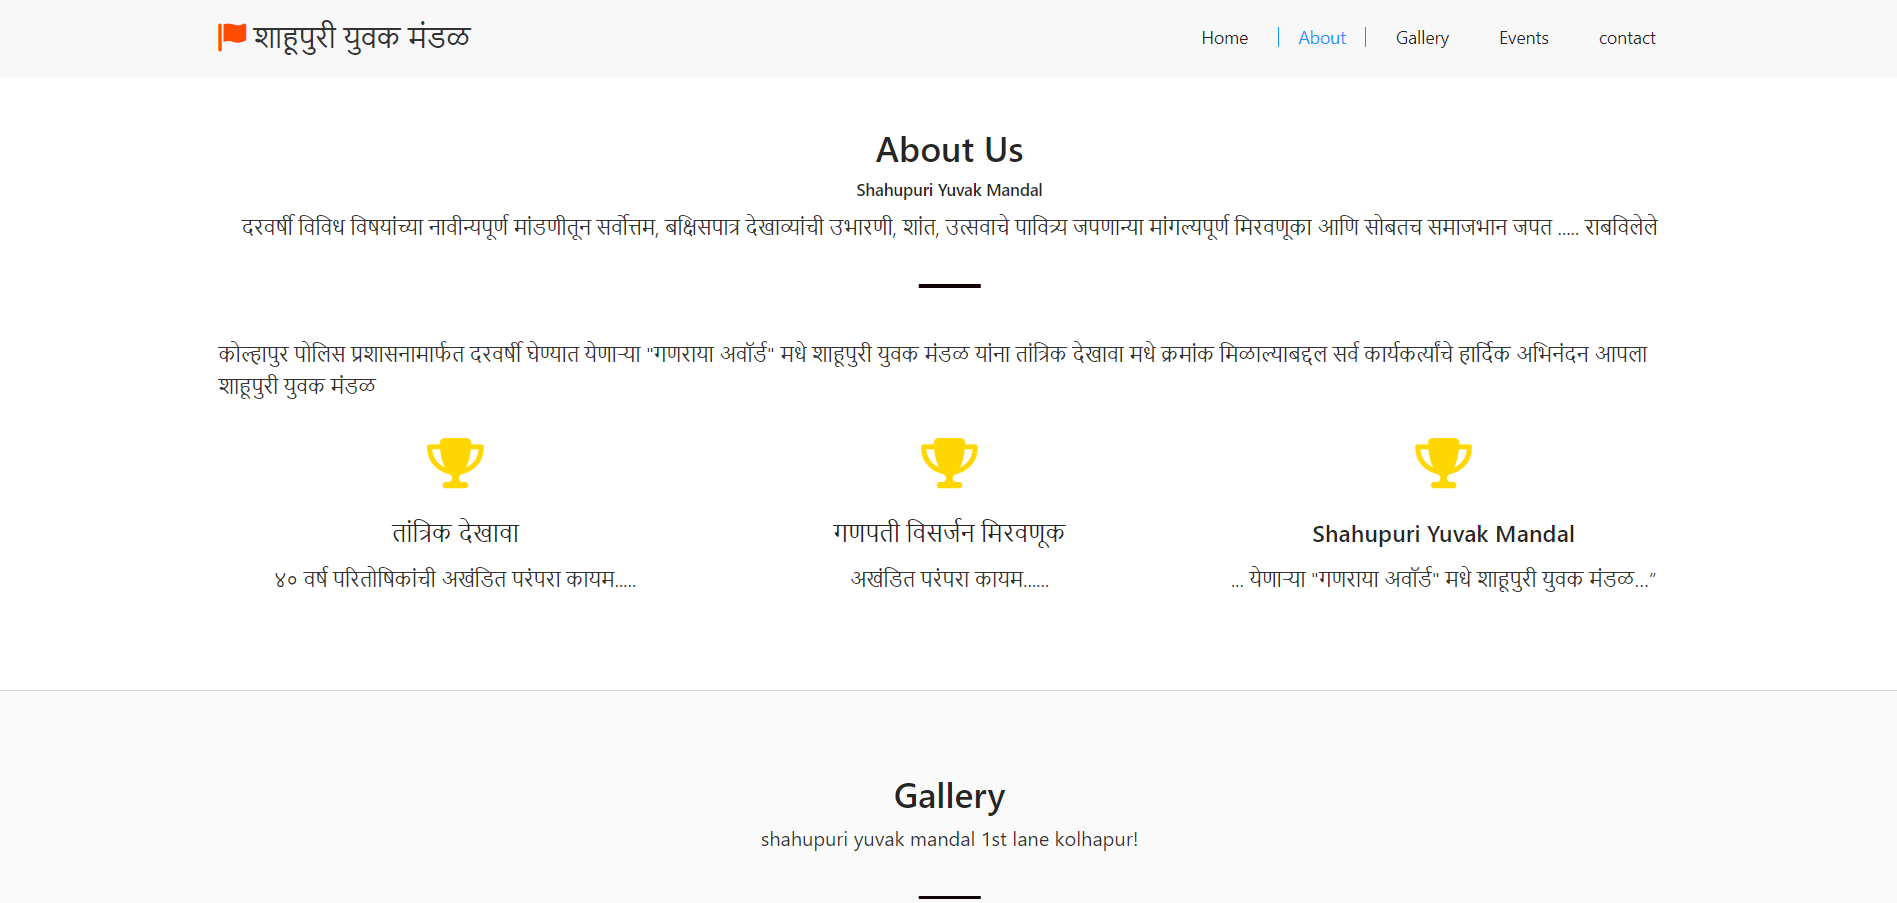 शाहूपुरी युवक मंडळ
Home
About
Gallery
Events
contact
About Us
Shahupuri Yuvak Mandal
दरवर्षी विविध विषयांच्या नावीन्यपूर्ण मांडणीतून सर्वोत्तम, बक्षिसपात्र देखाव्यांची उभारणी, शांत, उत्सवाचे पावित्र्य जपणान्या मांगल्यपूर्ण मिरवणूका आणि सोबतच समाजभान जपत ..... राबविलेले
कोल्हापुर पोलिस प्रशासनामार्फत दरवर्षी घेण्यात येणाऱ्या "गणराया अवॉर्ड" मधे शाहूपुरी युवक मंडळ यांना तांत्रिक देखावा मधे क्रमांक मिळाल्याबद्दल सर्व कार्यकर्त्यांचे हार्दिक अभिनंदन आपला
शाहूपुरी युवक मंडळ
तांत्रिक देखावा
गणपती विसर्जन मिरवणूक
Shahupuri Yuvak Mandal
४० वर्ष परितोषिकांची अखंडित परंपरा कायम.....
अखंडित परंपरा कायम......
... येणाऱ्या "गणराया अवॉर्ड" मधे शाहूपुरी युवक मंडळ...”
Gallery
shahupuri yuvak mandal 1st lane kolhapur!